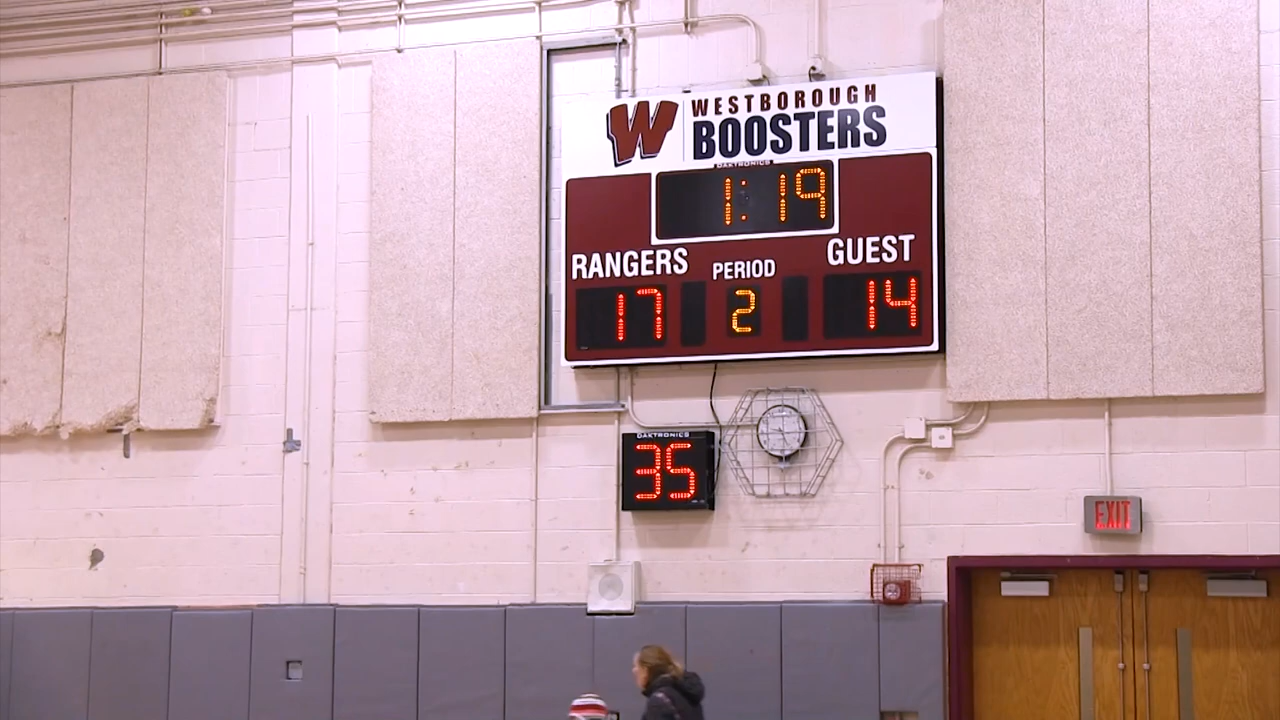 W
WESTBOROUGH
BOOSTERS
DAKTRONICS
1:19
RANGERS
PERIOD
GUEST
17
2
14
DAKTRONICS
35
EXIT